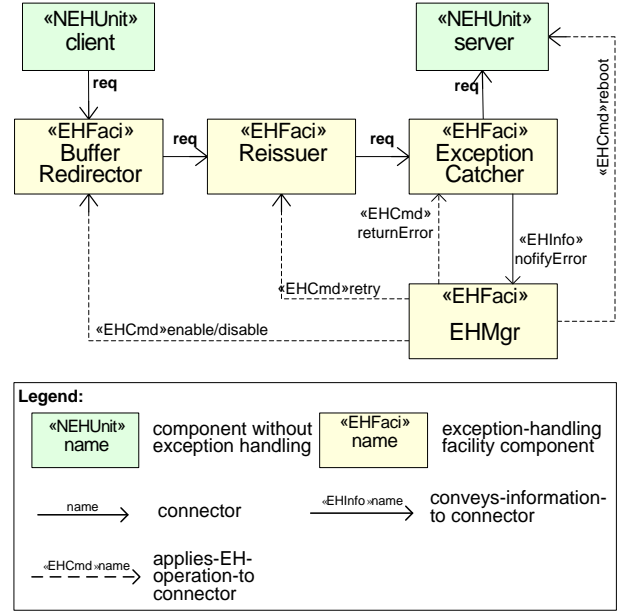 «NEHUnit»
client
«NEHUnit»
server
req
req
«EHCmd»reboot
«EHFaci»
Buffer
Redirector
req
«EHFaci»
Reissuer
req
«EHFaci»
Exception
Catcher
«EHCmd»
returnError
«EHInfo»
nofifyError
«EHCmd»retry
«EHFaci»
EHMgr
«EHCmd»enable/disable
Legend:
«NEHUnit»
name
component without
exception handling
«EHFaci»
name
exception-handling
facility component
name
connector
«EHInfo»name
conveys-information-
to connector
«EHCmd»name
applies-EH-
operation-to
connector